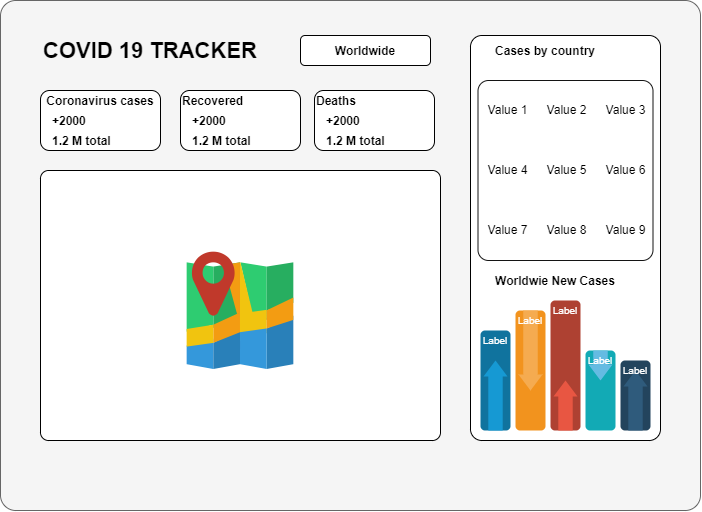 COVID 19 TRACKER
Worldwide
Coronavirus cases
+2000
1.2 M total
Recovered
+2000
1.2 M total
Deaths
+2000
1.2 M total
Cases by country
Value 1 Value 2 Value 3
Value 4 Value 5 Value 6
Value 7 Value 8 Value 9
Worldwie New Cases
Label
Label
Label
Label
Label